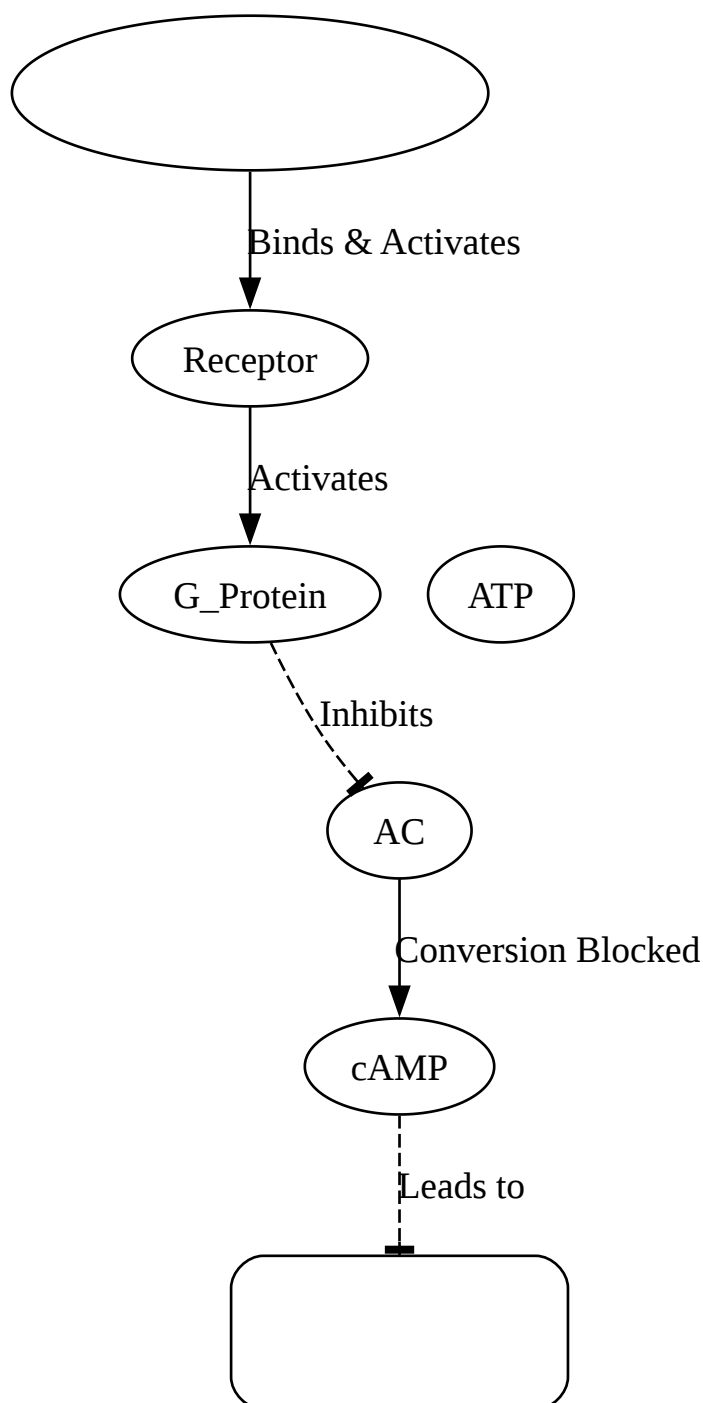 Binds & Activates
Receptor
Activates
G_Protein
ATP
Inhibits
AC
Conversion Blocked
cAMP
Leads to